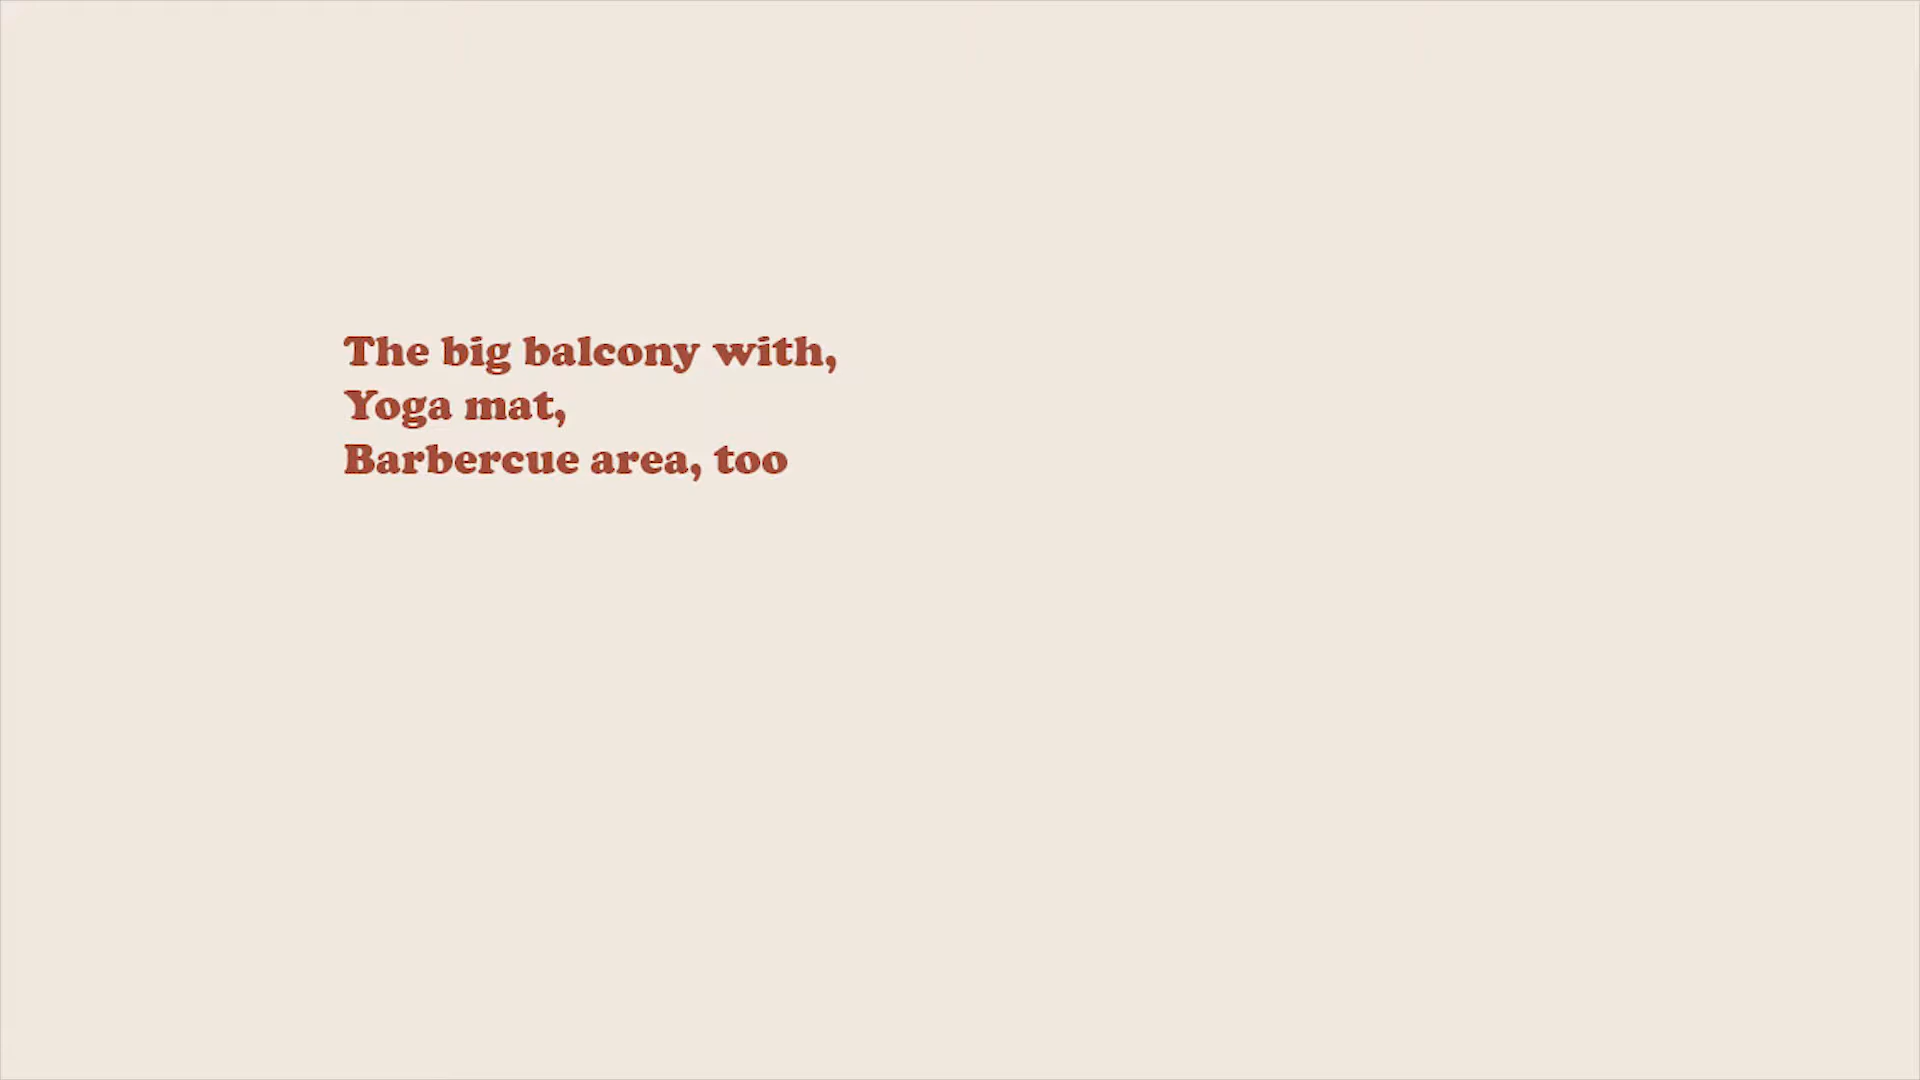 The big balcony with,
Yoga mat,
Barbercue area, too